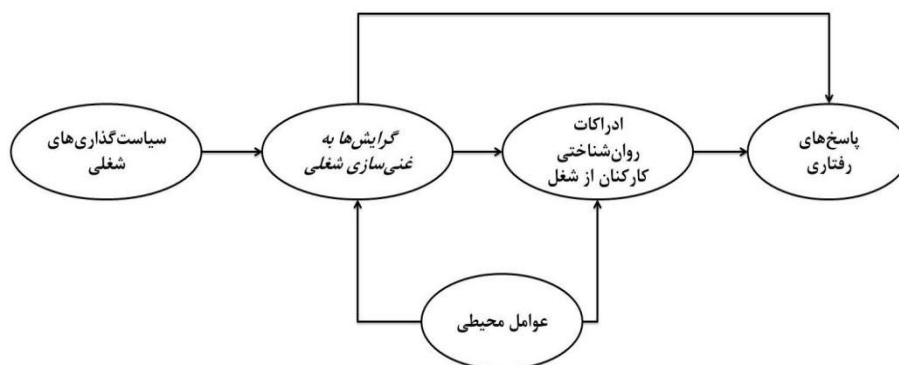 سیاست‌گذاری‌های
شغلی
گرایش‌ها به
غنی‌سازی شغلی
ادراکات
روان‌شناختی
کارکنان از شغل
پاسخ‌های
رفتاری
عوامل محیطی